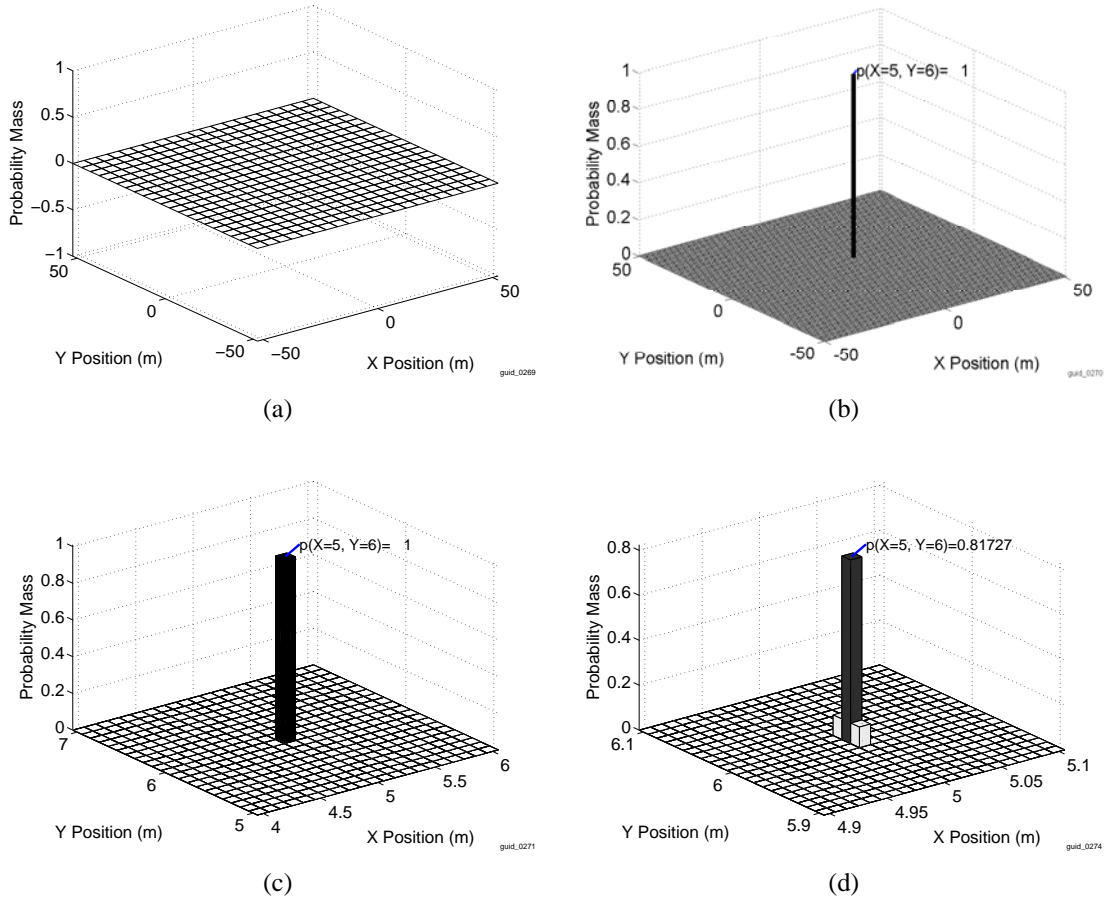 1
0.5
0
−0.5
−1
Probability Mass
50
0
−50
Y Position (m)
−50
0
50
X Position (m)
guid_0269
(a)
p(X=5, Y=6)= 1
1
0.8
0.6
0.4
0.2
0
Probability Mass
50
0
-50
Y Position (m)
-50
0
50
X Position (m)
guid_0270
(b)
p(X=5, Y=6)= 1
1
0.8
0.6
0.4
0.2
0
Probability Mass
7
6
5
Y Position (m)
4
4.5
5
5.5
6
X Position (m)
guid_0271
(c)
p(X=5, Y=6)=0.81727
0.8
0.6
0.4
0.2
0
Probability Mass
6.1
6
5.9
Y Position (m)
4.9
4.95
5
5.05
5.1
X Position (m)
guid_0274
(d)